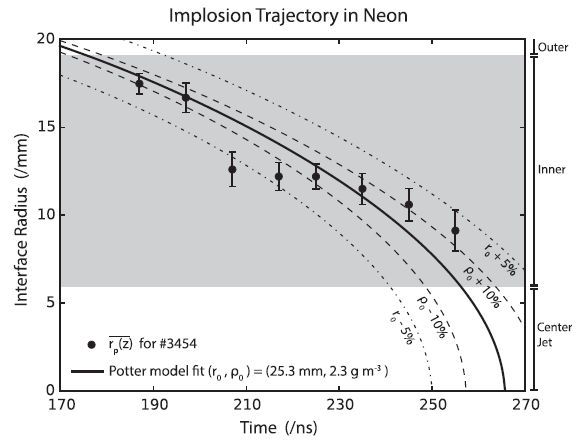 Implosion Trajectory in Neon
20
15
10
5
0
Interface Radius (/mm)
170
190
210
230
250
270
Time (/ns)
Outer
Inner
Center
Jet
r₀ + 5%
ρ₀ + 10%
ρ₀ - 10%
r₀ - 5%
r̅ₚ(z̅) for #3454
Potter model fit (r₀ , ρ₀ ) = (25.3 mm, 2.3 g m⁻³ )